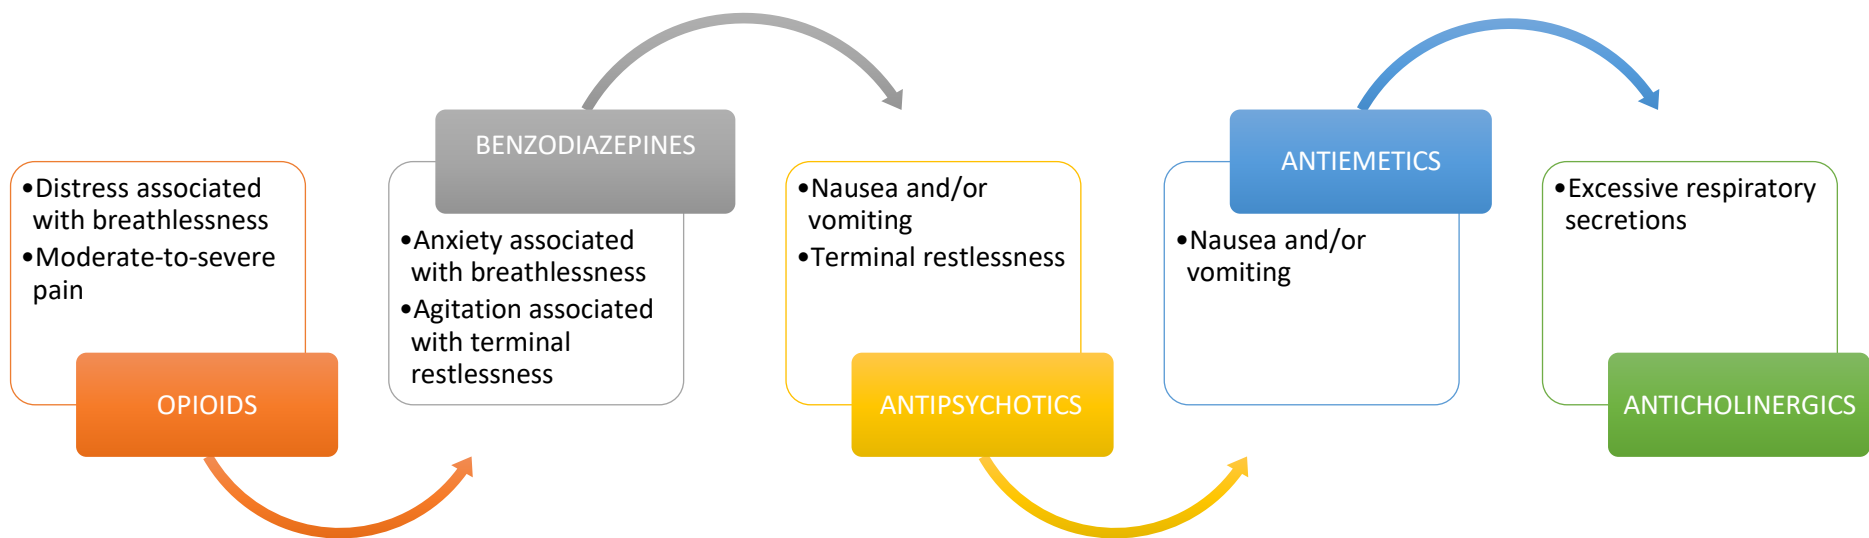 •Distress associated
with breathlessness
•Moderate-to-severe
pain
OPIOIDS
BENZODIAZEPINES
•Anxiety associated
with breathlessness
•Agitation associated
with terminal
restlessness
•Nausea and/or
vomiting
•Terminal restlessness
ANTIPSYCHOTICS
ANTIEMETICS
•Nausea and/or
vomiting
•Excessive respiratory
secretions
ANTICHOLINERGICS